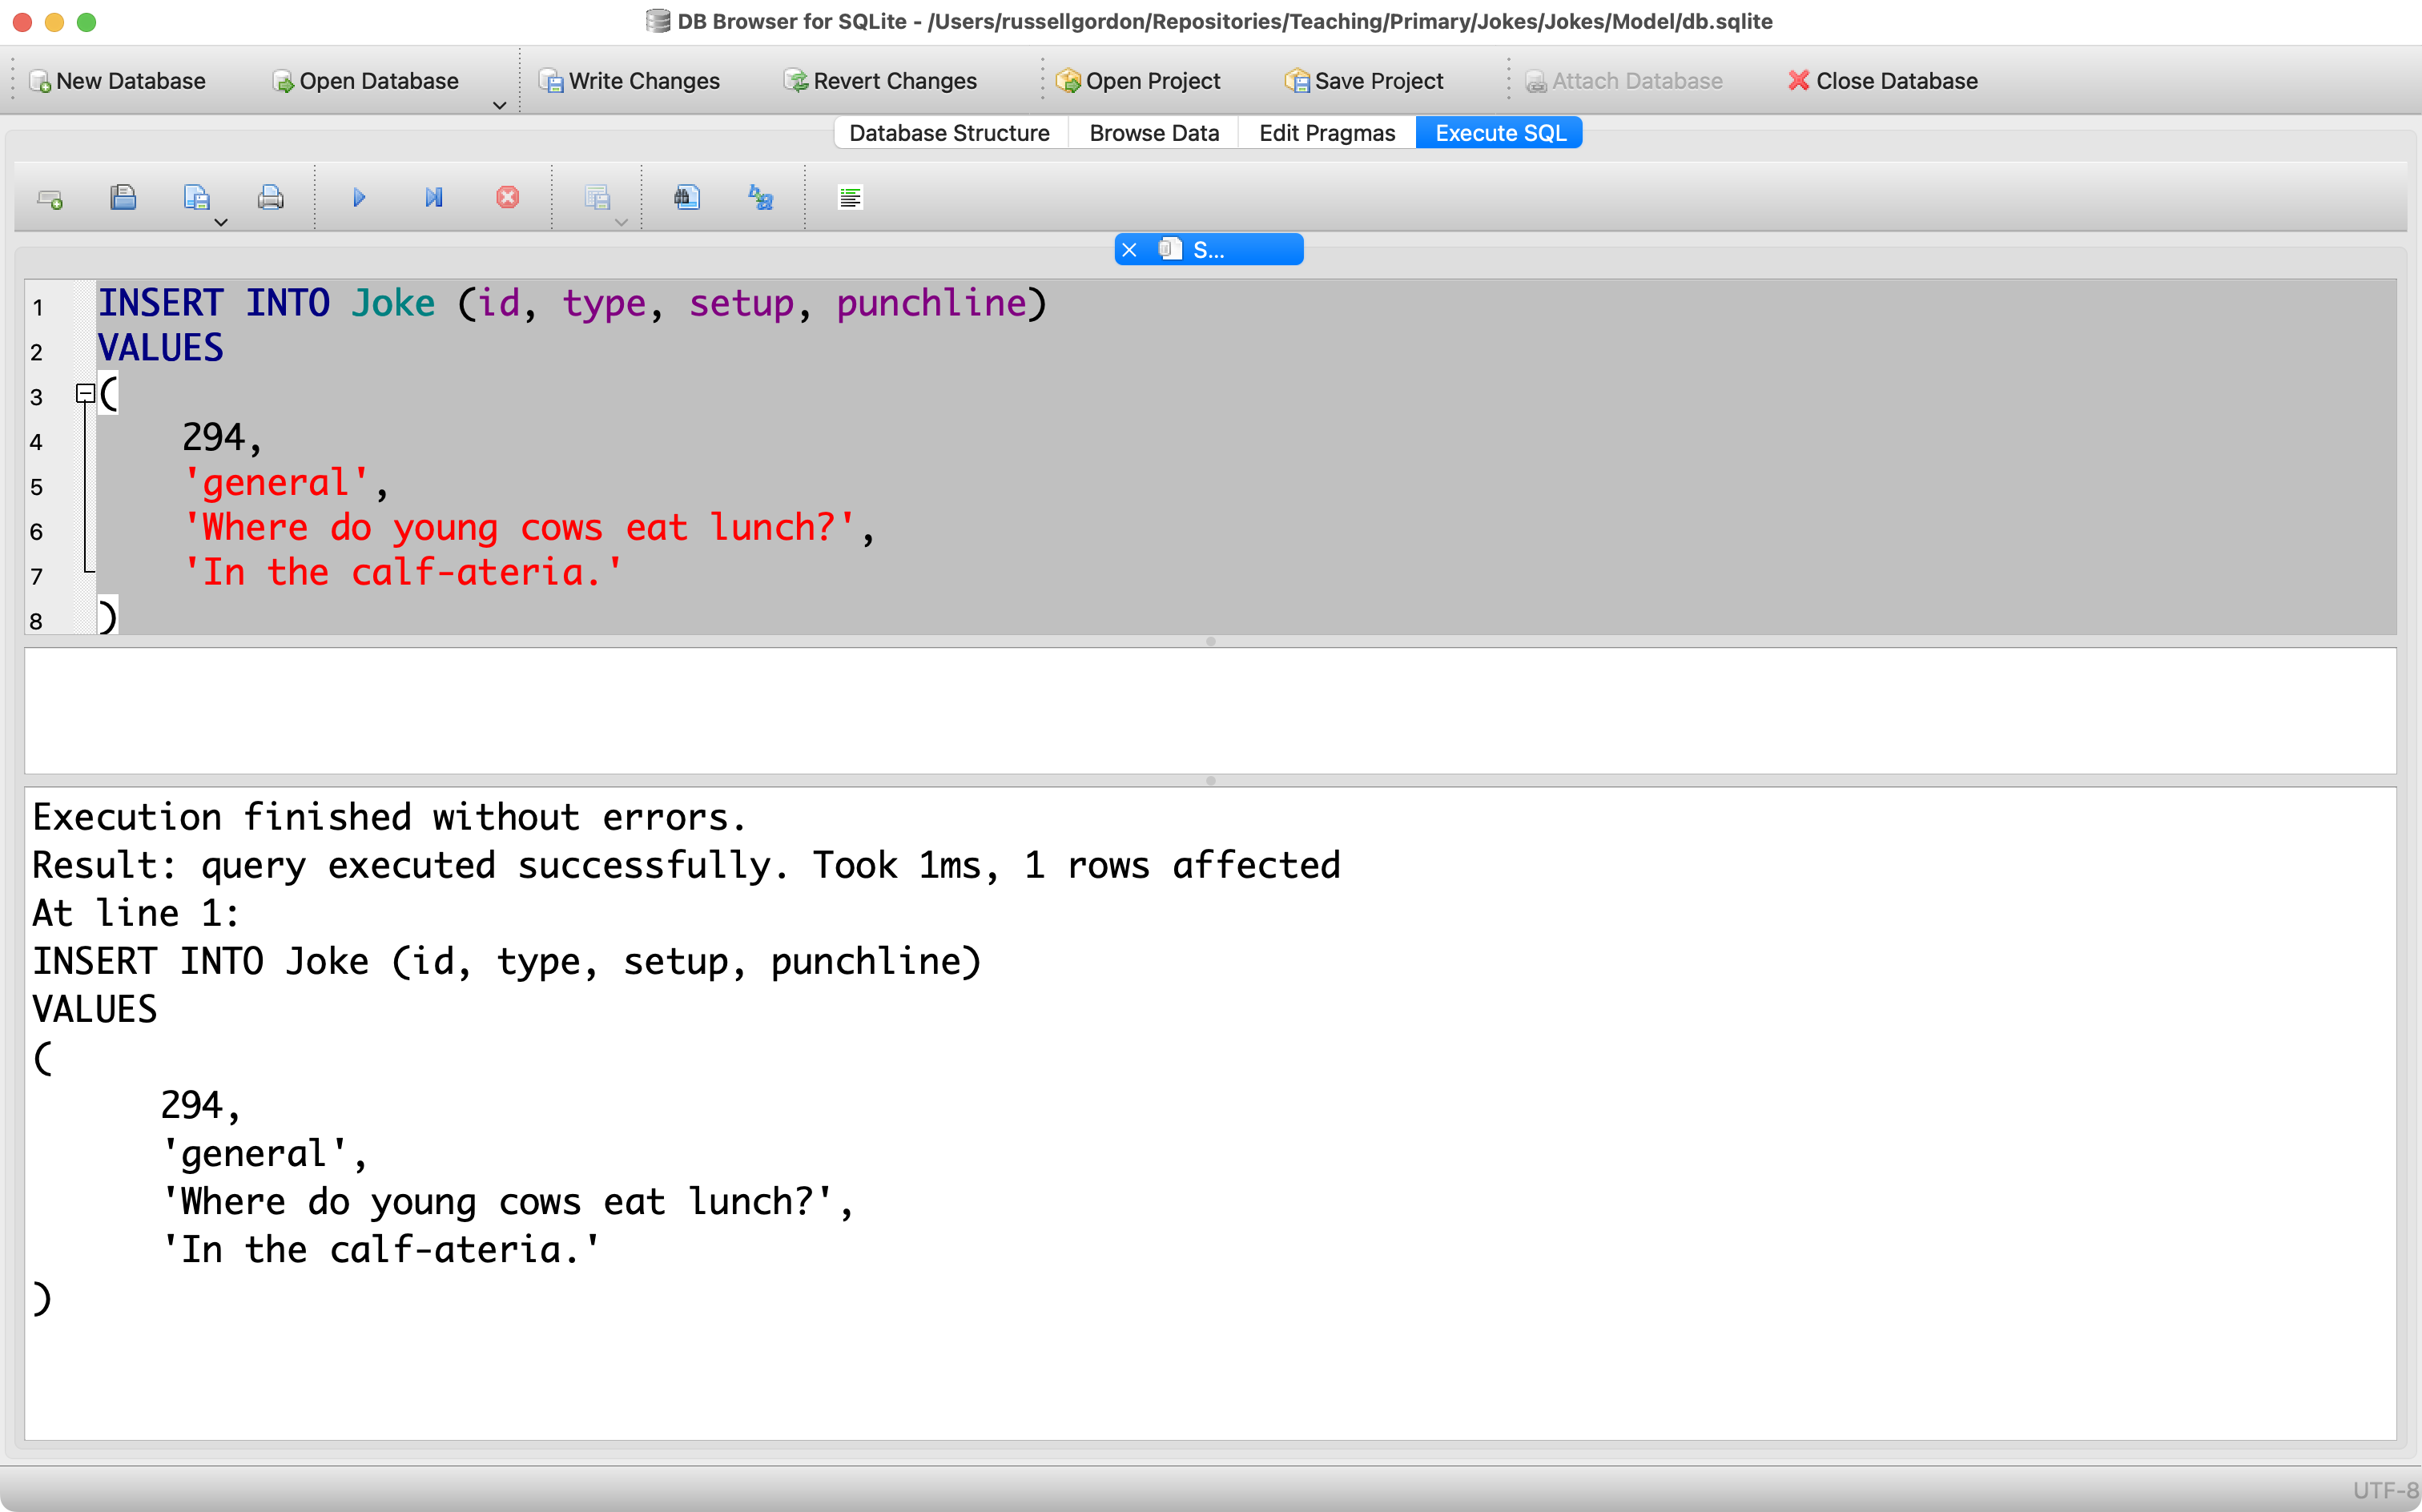 DB Browser for SQLite - /Users/russellgordon/Repositories/Teaching/Primary/Jokes/Jokes/Model/db.sqlite
New Database Open Database Write Changes Revert Changes Open Project Save Project Attach Database Close Database
Database Structure Browse Data Edit Pragmas Execute SQL
S...
1 INSERT INTO Joke (id, type, setup, punchline)
2 VALUES
3 (
4 294,
5 'general',
6 'Where do young cows eat lunch?',
7 'In the calf-ateria.'
8 )
Execution finished without errors.
Result: query executed successfully. Took 1ms, 1 rows affected
At line 1:
INSERT INTO Joke (id, type, setup, punchline)
VALUES
(
294,
'general',
'Where do young cows eat lunch?',
'In the calf-ateria.'
)
UTF-8